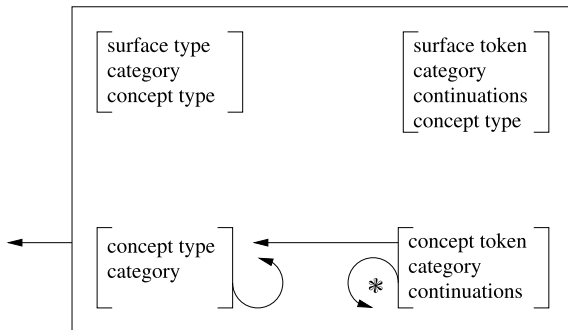 surface type
category
concept type
surface token
category
continuations
concept type
concept type
category
concept token
category
continuations
*